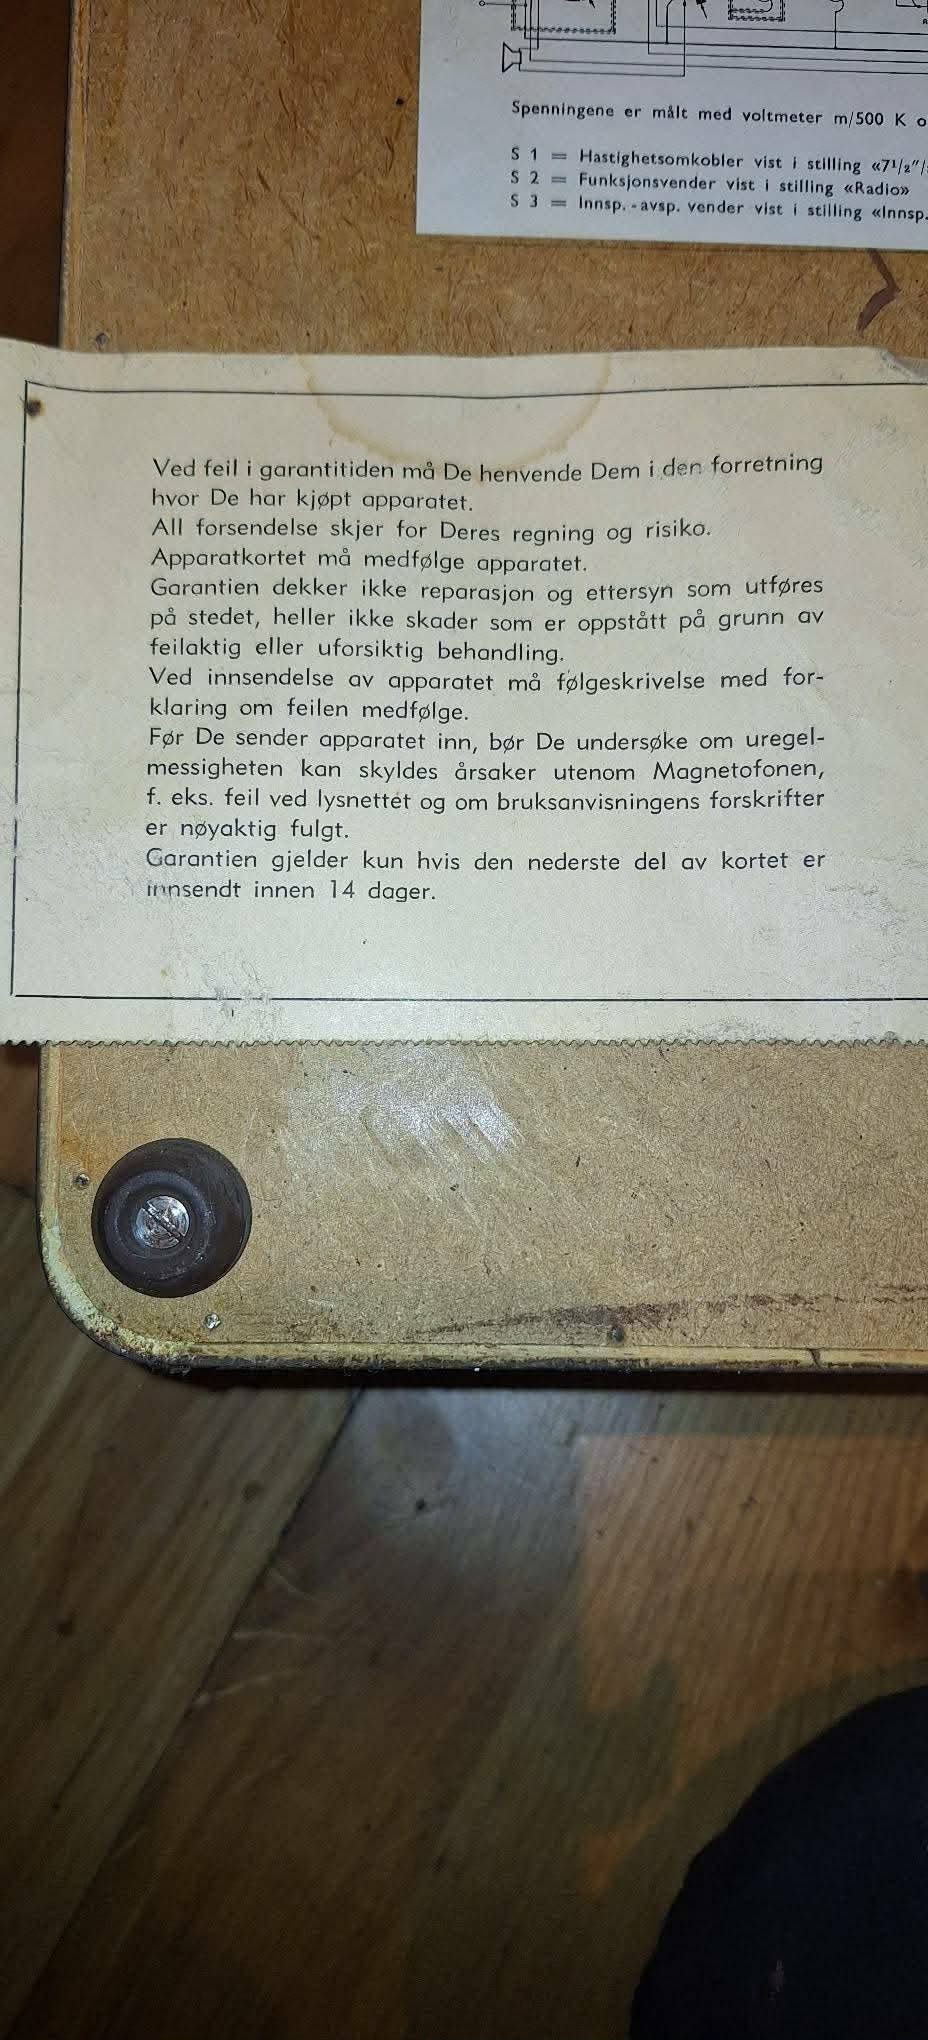 Spenningene er målt med voltmeter m/500 K
S 1 = Hastighetsomkobler vist i stilling «7¹/₂"/
S 2 = Funksjonsvender vist i stilling «Radio»
S 3 = Innsp.-avsp. vender vist i stilling «Innsp.
Ved feil i garantitiden må De henvende Dem i den forretning
hvor De har kjøpt apparatet.
All forsendelse skjer for Deres regning og risiko.
Apparatkortet må medfølge apparatet.
Garantien dekker ikke reparasjon og ettersyn som utføres
på stedet, heller ikke skader som er oppstått på grunn av
feilaktig eller uforsiktig behandling.
Ved innsendelse av apparatet må følgeskrivelse med for-
klaring om feilen medfølge.
Før De sender apparatet inn, bør De undersøke om uregel-
messigheten kan skyldes årsaker utenom Magnetofonen,
f. eks. feil ved lysnettet og om bruksanvisningens forskrifter
er nøyaktig fulgt.
Garantien gjelder kun hvis den nederste del av kortet er
innsendt innen 14 dager.